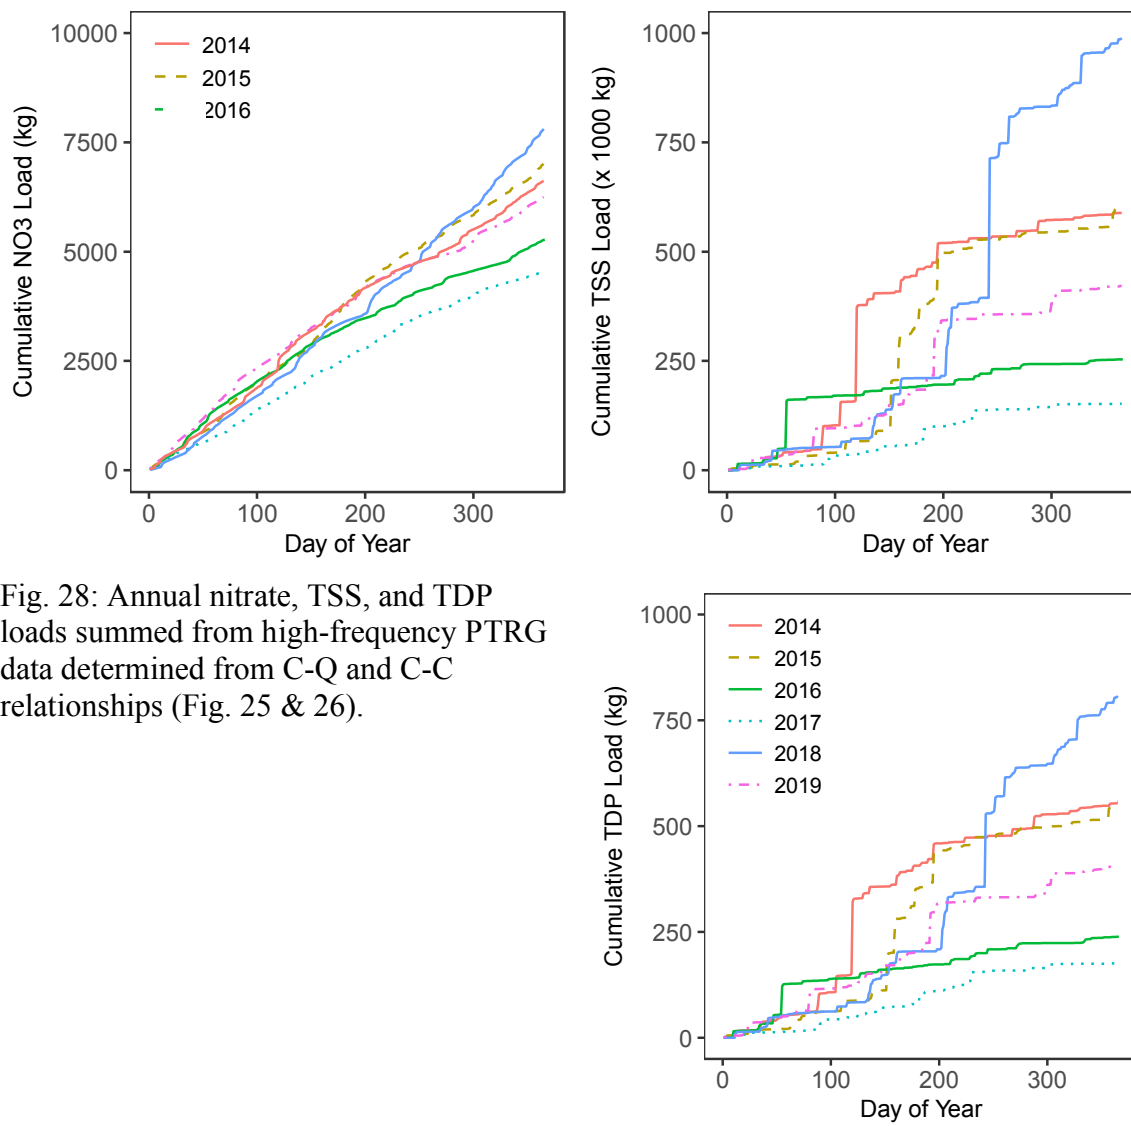 10000
7500
5000
2500
0
Cumulative NO3 Load (kg)
2014
2015
2016
0 100 200 300
Day of Year
1000
750
500
250
0
Cumulative TSS Load (x 1000 kg)
0 100 200 300
Day of Year
Fig. 28: Annual nitrate, TSS, and TDP
loads summed from high-frequency PTRG
data determined from C-Q and C-C
relationships (Fig. 25 & 26).
1000
750
500
250
0
Cumulative TDP Load (kg)
2014
2015
2016
2017
2018
2019
0 100 200 300
Day of Year